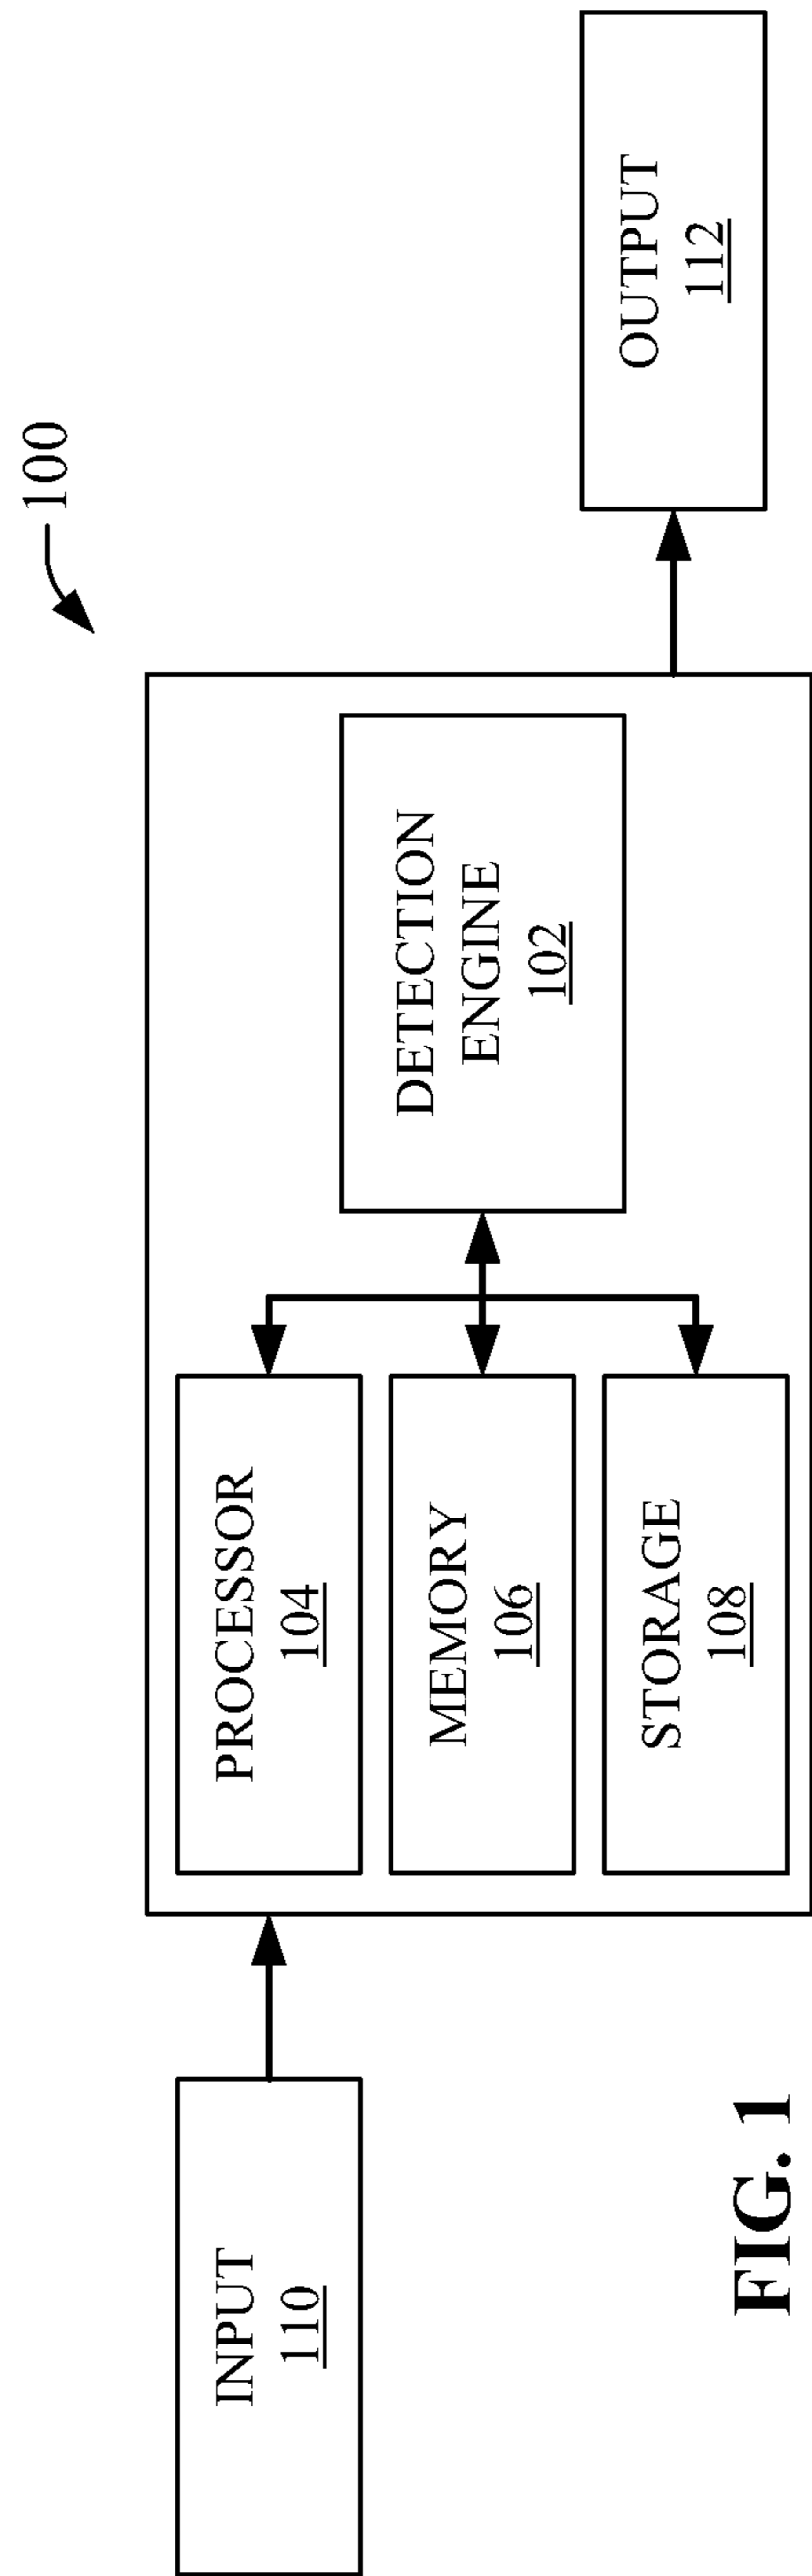 100
INPUT
110
PROCESSOR
104
MEMORY
106
STORAGE
108
DETECTION
ENGINE
102
OUTPUT
112
FIG. 1